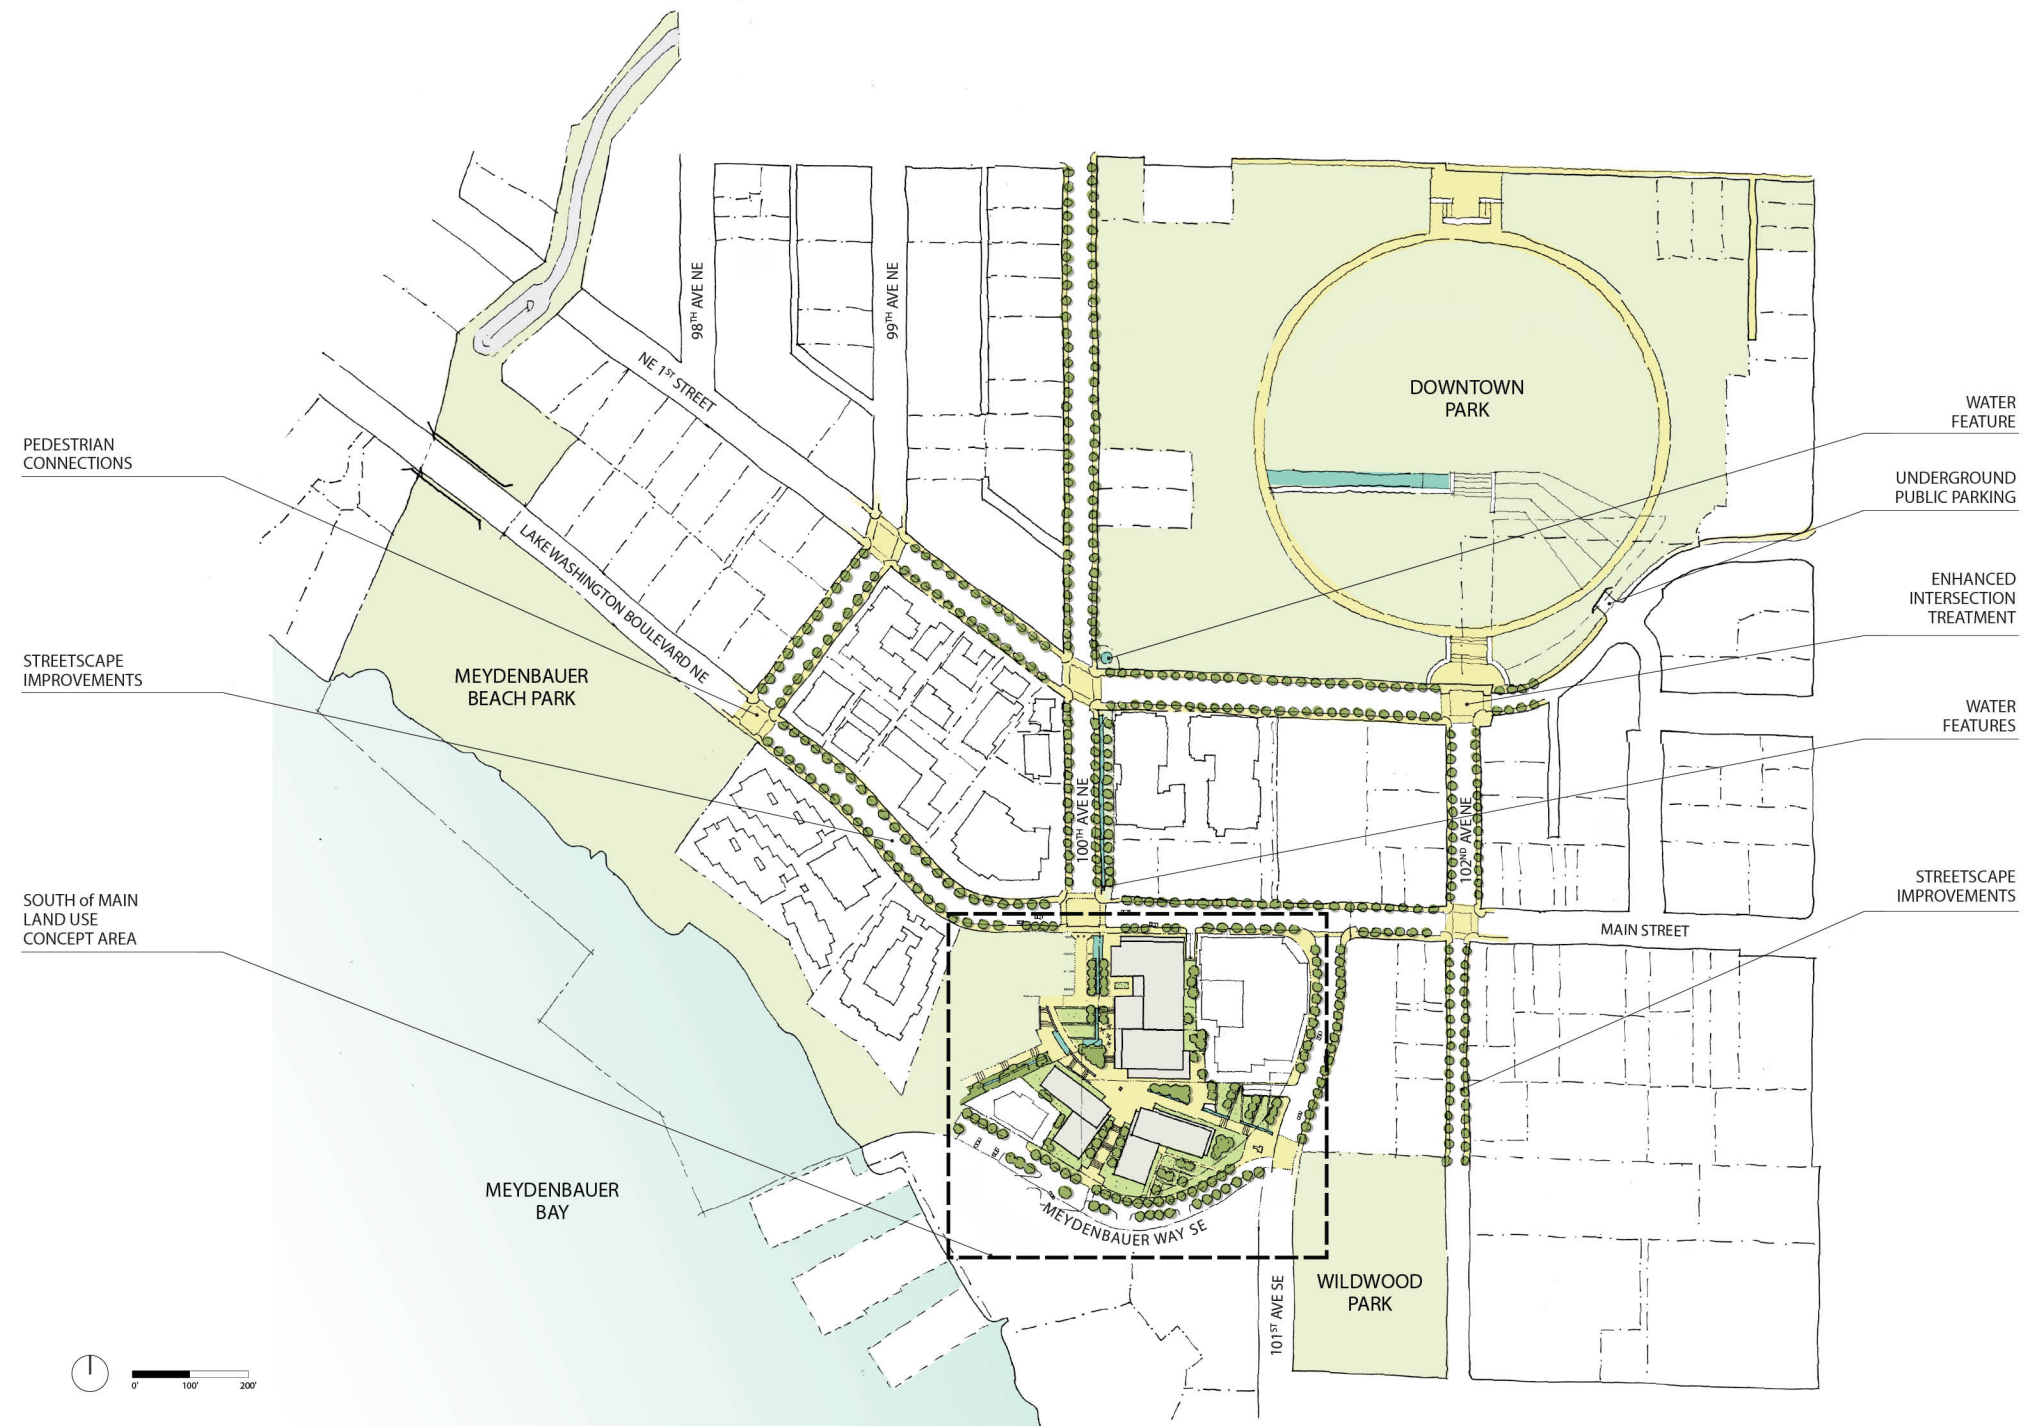 98TH AVE NE
99TH AVE NE
NE 1ST STREET
DOWNTOWN
PARK
WATER
FEATURE
PEDESTRIAN
CONNECTIONS
UNDERGROUND
PUBLIC PARKING
LAKE WASHINGTON BOULEVARD NE
ENHANCED
INTERSECTION
TREATMENT
STREETSCAPE
IMPROVEMENTS
MEYDENBAUER
BEACH PARK
WATER
FEATURES
100TH AVE NE
102ND AVE NE
STREETSCAPE
IMPROVEMENTS
SOUTH of MAIN
LAND USE
CONCEPT AREA
MAIN STREET
MEYDENBAUER
BAY
MEYDENBAUER WAY SE
WILDWOOD
PARK
101ST AVE SE
0' 100' 200'